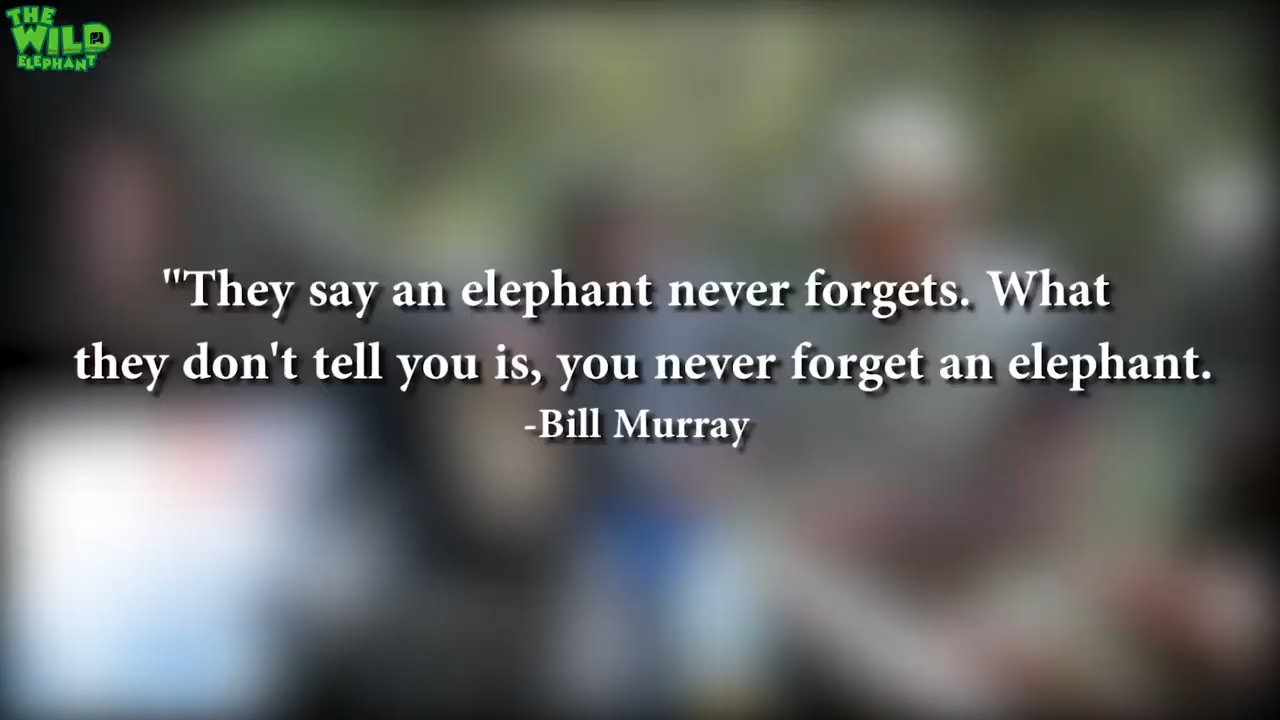 THE
WILD
ELEPHANT
"They say an elephant never forgets. What
they don't tell you is, you never forget an elephant.
-Bill Murray